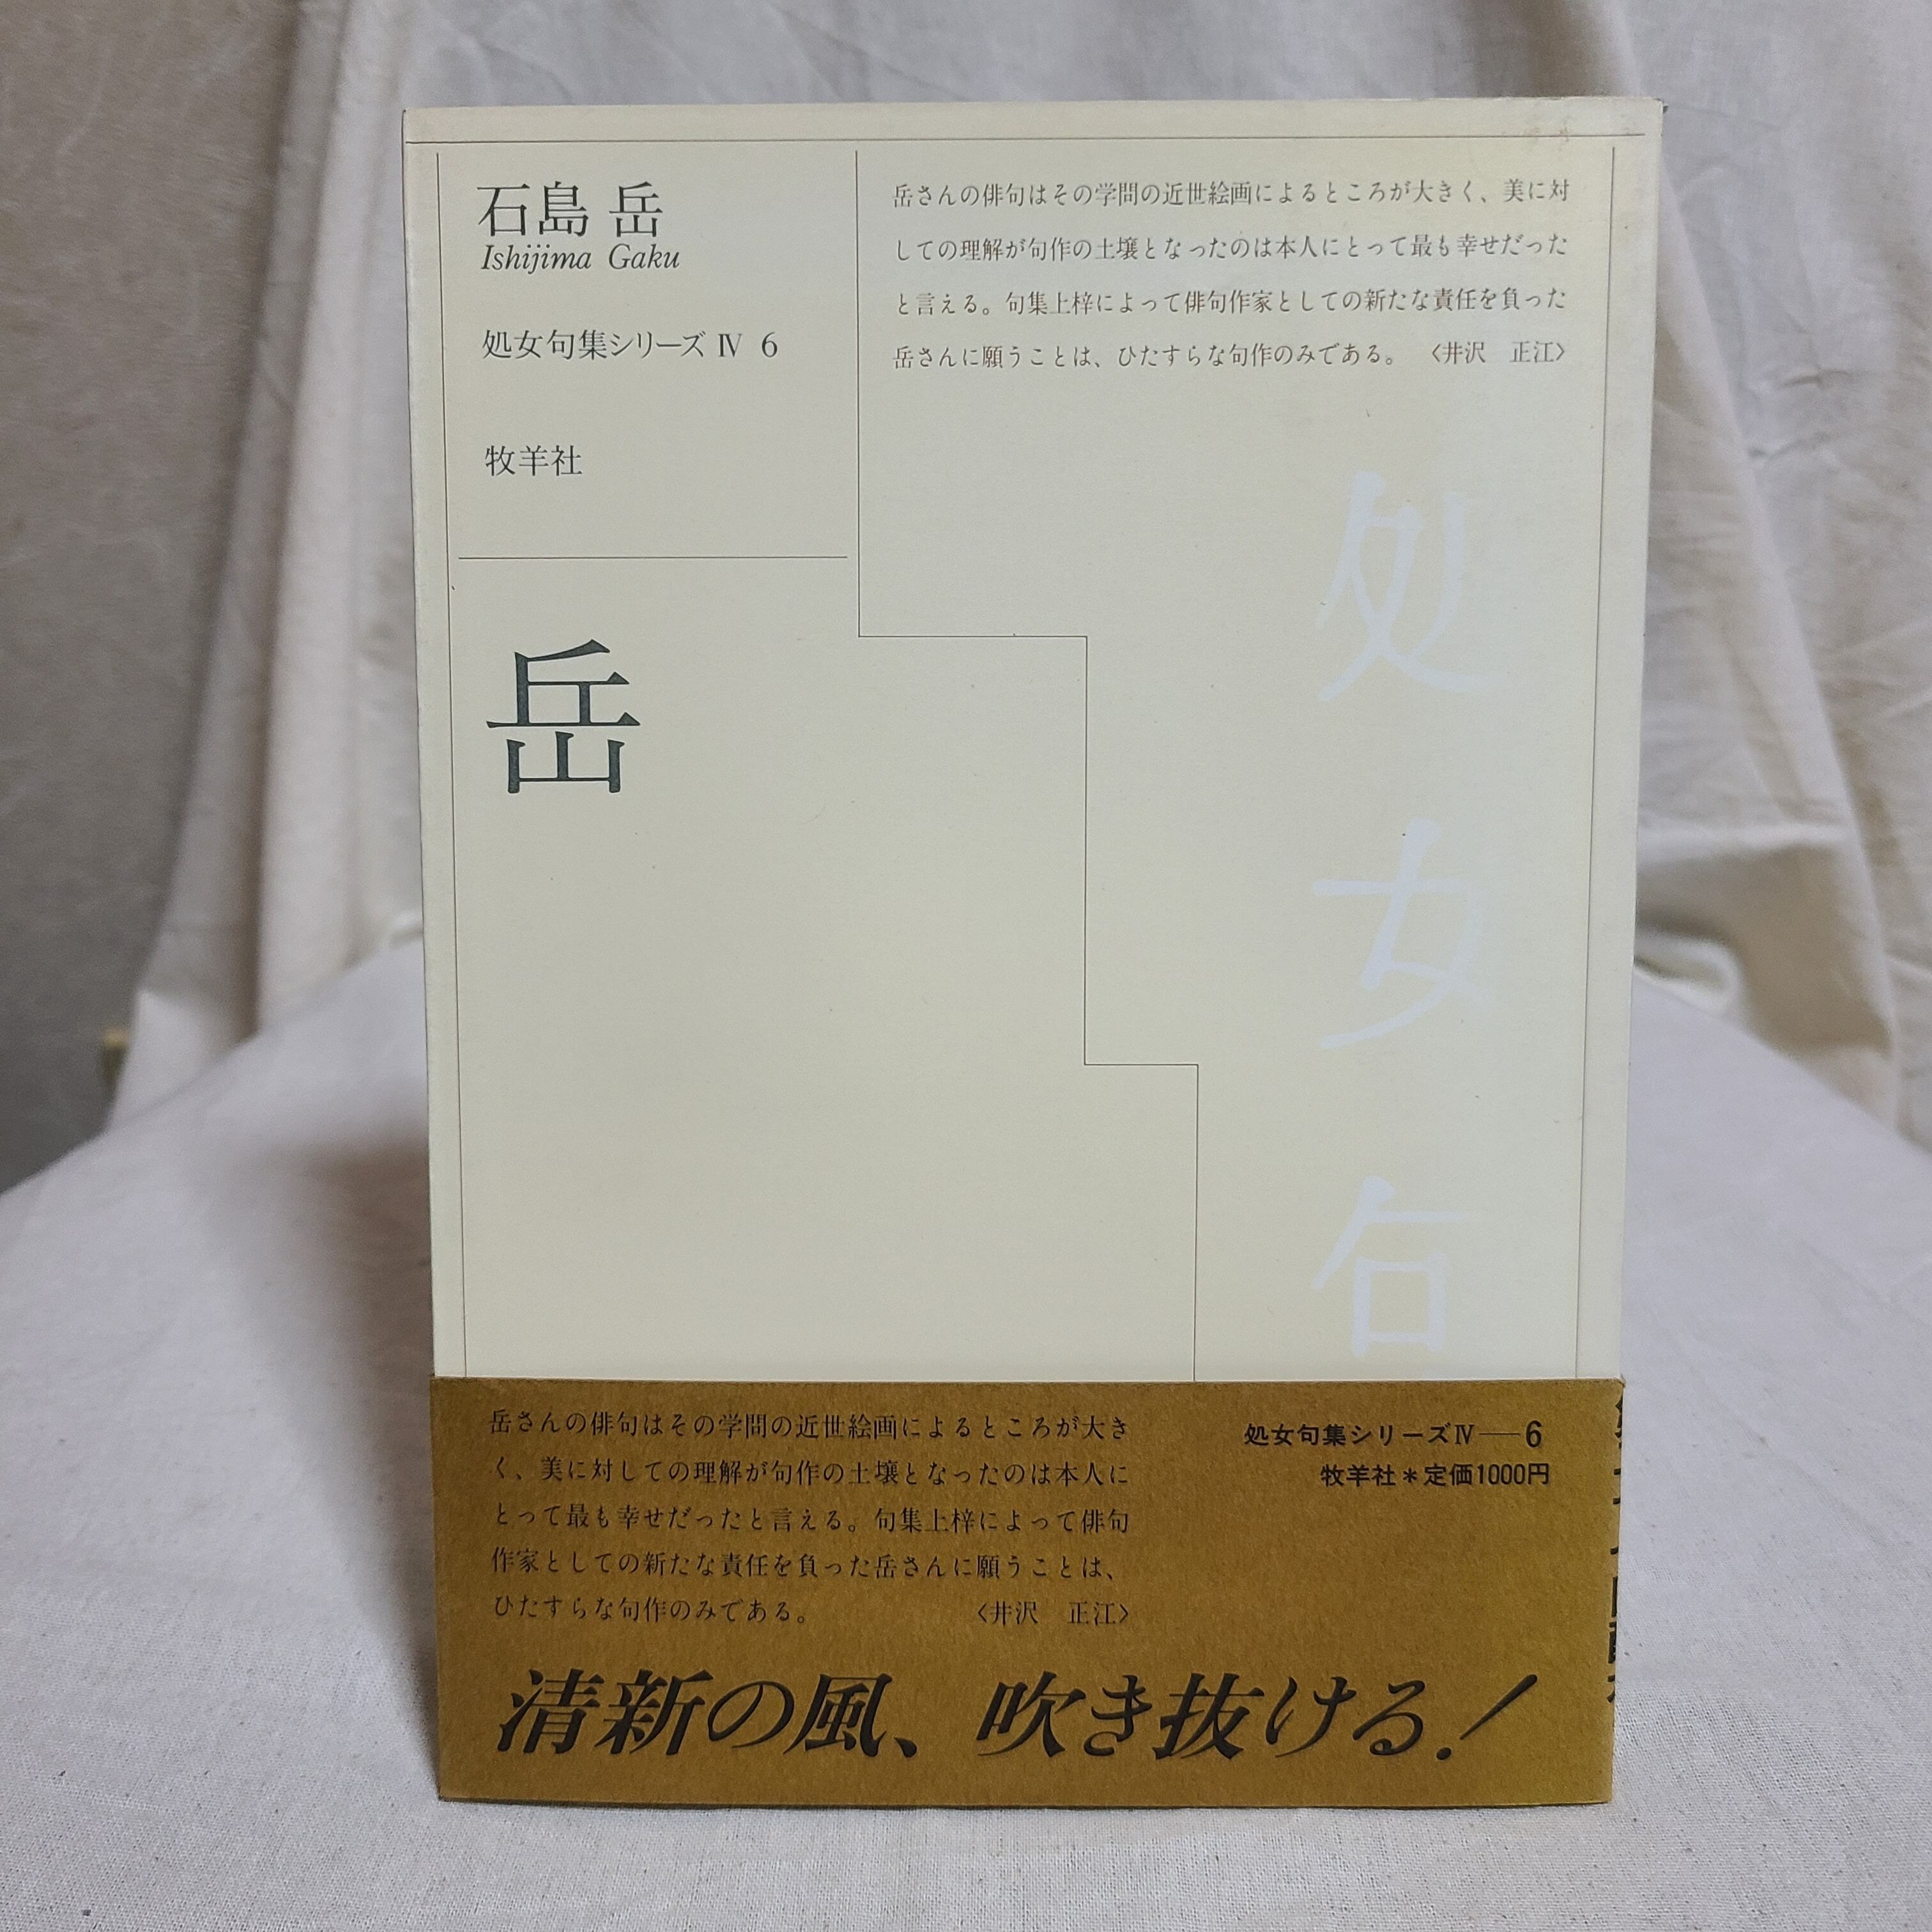 石島 岳
Ishijima Gaku
処女句集シリーズ Ⅳ 6
牧羊社
岳さんの俳句はその学問の近世絵画によるところが大きく、美に対
しての理解が句作の土壌となったのは本人にとって最も幸せだった
と言える。句集上梓によって俳句作家としての新たな責任を負った
岳さんに願うことは、ひたすらな句作のみである。 〈井沢 正江〉
岳
処女句
岳さんの俳句はその学問の近世絵画によるところが大き
く、美に対しての理解が句作の土壌となったのは本人に
とって最も幸せだったと言える。句集上梓によって俳句
作家としての新たな責任を負った岳さんに願うことは、
ひたすらな句作のみである。 〈井沢 正江〉
処女句集シリーズⅣ—6
牧羊社*定価1000円
清新の風、吹き抜ける!